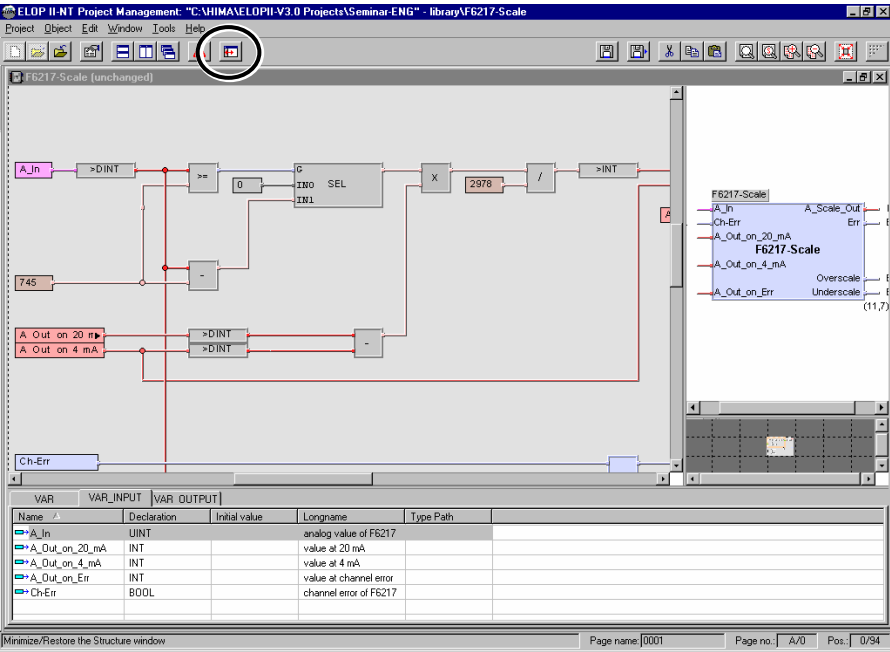 ELOP II-NT Project Management: "C:\HIMA\ELOPII-V3.0 Projects\Seminar-ENG" - library\F6217-Scale
Project Object Edit Window Tools Help
F6217-Scale (unchanged)
A_In
>DINT
>=
0
G
IN0 SEL
IN1
X
2978
/
>INT
A
745
-
A Out on 20 m
>DINT
A Out on 4 mA
>DINT
-
Ch-Err
F6217-Scale
A_In A_Scale_Out
Ch-Err Err
A_Out_on_20_mA
F6217-Scale
A_Out_on_4_mA
Overscale
A_Out_on_Err Underscale
(11,7)
VAR VAR_INPUT VAR OUTPUT
Name Declaration Initial value Longname Type Path
A_In UINT analog value of F6217
A_Out_on_20_mA INT value at 20 mA
A_Out_on_4_mA INT value at 4 mA
A_Out_on_Err INT value at channel error
Ch-Err BOOL channel error of F6217
Minimize/Restore the Structure window Page name: 0001 Page no.: A/0 Pos.: 0/94